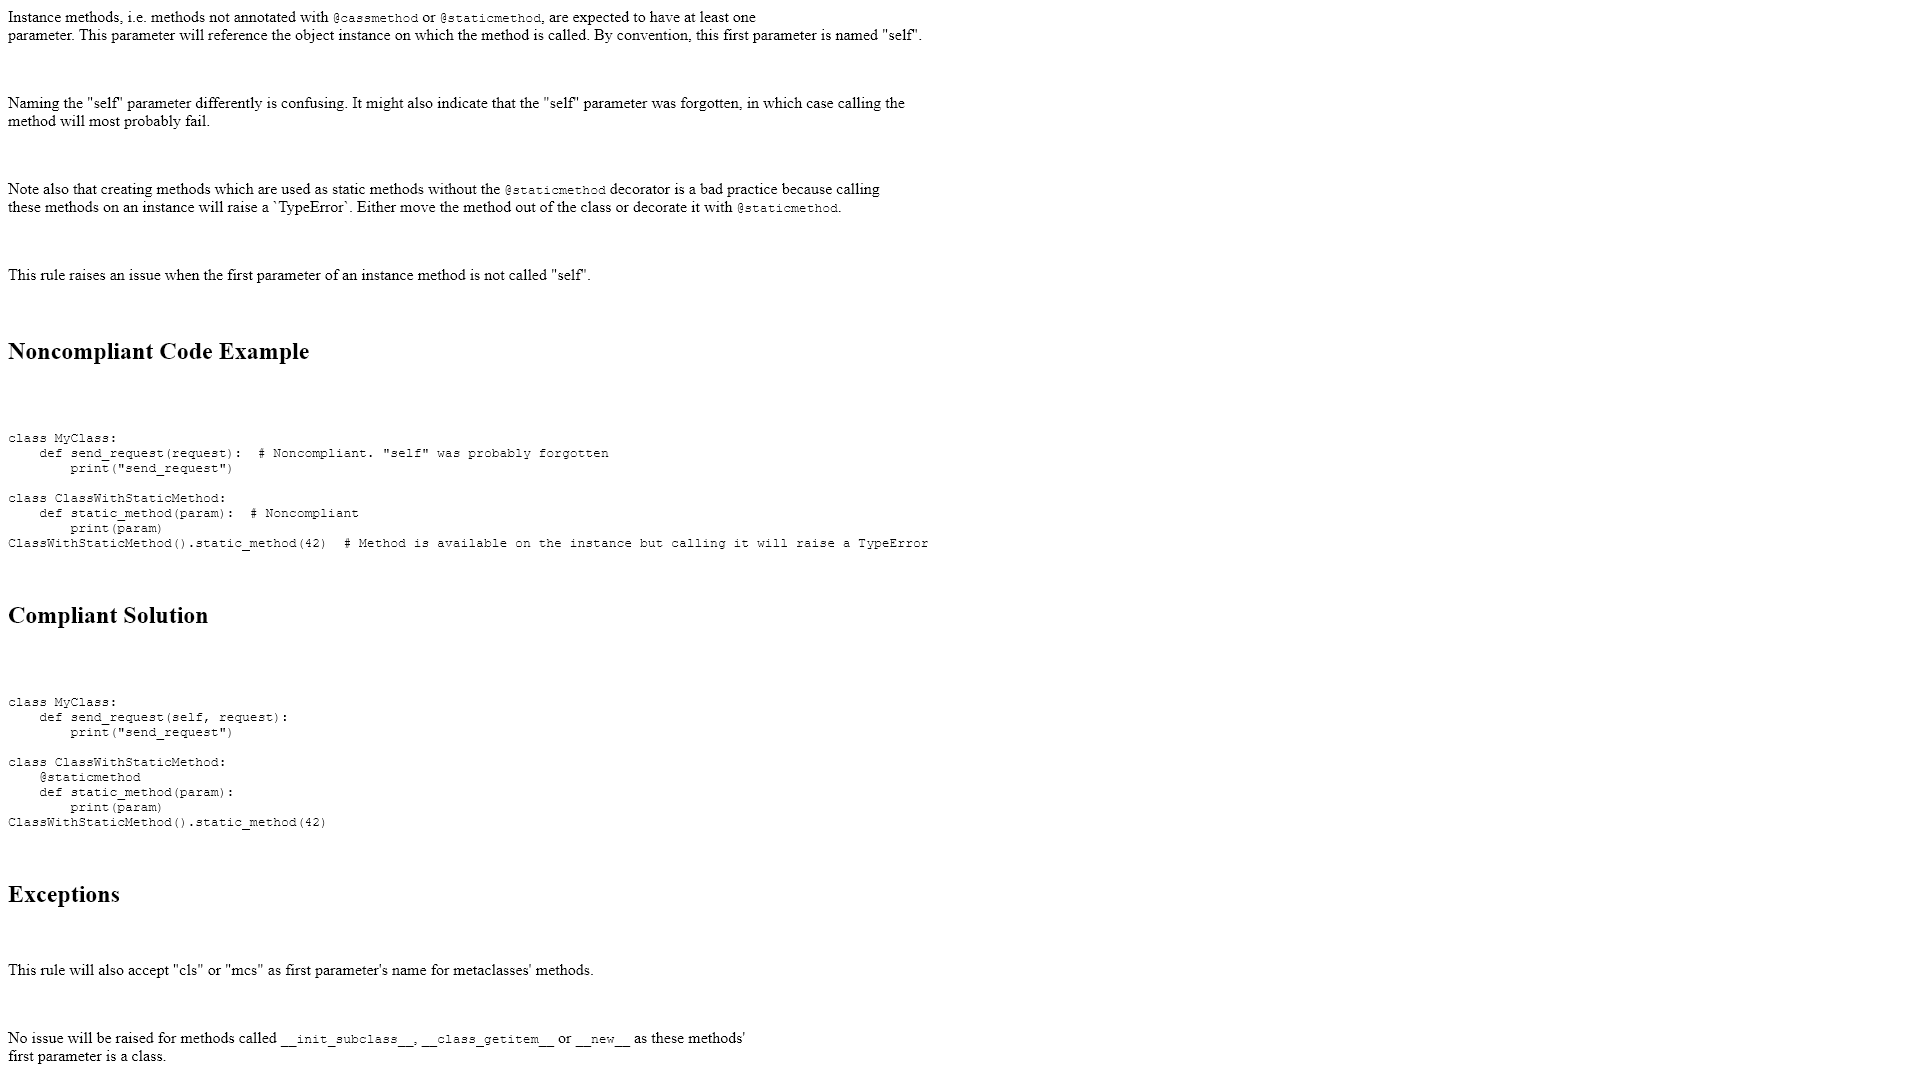 Instance methods, i.e. methods not annotated with @cassmethod or @staticmethod, are expected to have at least one
parameter. This parameter will reference the object instance on which the method is called. By convention, this first parameter is named "self".
Naming the "self" parameter differently is confusing. It might also indicate that the "self" parameter was forgotten, in which case calling the
method will most probably fail.
Note also that creating methods which are used as static methods without the @staticmethod decorator is a bad practice because calling
these methods on an instance will raise a `TypeError`. Either move the method out of the class or decorate it with @staticmethod.
This rule raises an issue when the first parameter of an instance method is not called "self".
Noncompliant Code Example
class MyClass:
    def send_request(request):  # Noncompliant. "self" was probably forgotten
        print("send_request")
class ClassWithStaticMethod:
    def static_method(param):  # Noncompliant
        print(param)
ClassWithStaticMethod().static_method(42)  # Method is available on the instance but calling it will raise a TypeError
Compliant Solution
class MyClass:
    def send_request(self, request):
        print("send_request")
class ClassWithStaticMethod:
    @staticmethod
    def static_method(param):
        print(param)
ClassWithStaticMethod().static_method(42)
Exceptions
This rule will also accept "cls" or "mcs" as first parameter's name for metaclasses' methods.
No issue will be raised for methods called __init_subclass__, __class_getitem__ or __new__ as these methods'
first parameter is a class.